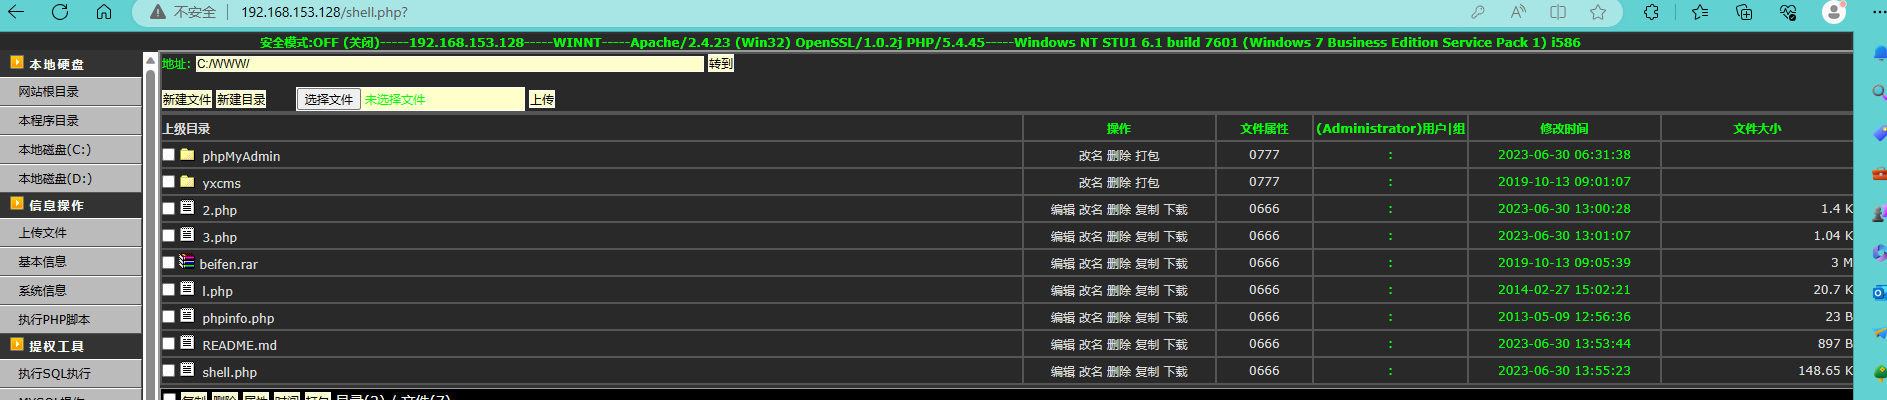 不安全 192.168.153.128/shell.php?
安全模式:OFF (关闭)-----192.168.153.128-----WINNT-----Apache/2.4.23 (Win32) OpenSSL/1.0.2j PHP/5.4.45-----Windows NT STU1 6.1 build 7601 (Windows 7 Business Edition Service Pack 1) i586
本地硬盘
网站根目录
本程序目录
本地磁盘(C:)
本地磁盘(D:)
信息操作
上传文件
基本信息
系统信息
执行PHP脚本
提权工具
执行SQL执行
地址: C:/WWW/ 转到
新建文件 新建目录 选择文件 未选择文件 上传
上级目录 操作 文件属性 (Administrator)用户|组 修改时间 文件大小
phpMyAdmin 改名 删除 打包 0777 : 2023-06-30 06:31:38
yxcms 改名 删除 打包 0777 : 2019-10-13 09:01:07
2.php 编辑 改名 删除 复制 下载 0666 : 2023-06-30 13:00:28 1.4 K
3.php 编辑 改名 删除 复制 下载 0666 : 2023-06-30 13:01:07 1.04 K
beifen.rar 编辑 改名 删除 复制 下载 0666 : 2019-10-13 09:05:39 3 M
l.php 编辑 改名 删除 复制 下载 0666 : 2014-02-27 15:02:21 20.7 K
phpinfo.php 编辑 改名 删除 复制 下载 0666 : 2013-05-09 12:56:36 23 B
README.md 编辑 改名 删除 复制 下载 0666 : 2023-06-30 13:53:44 897 B
shell.php 编辑 改名 删除 复制 下载 0666 : 2023-06-30 13:55:23 148.65 K